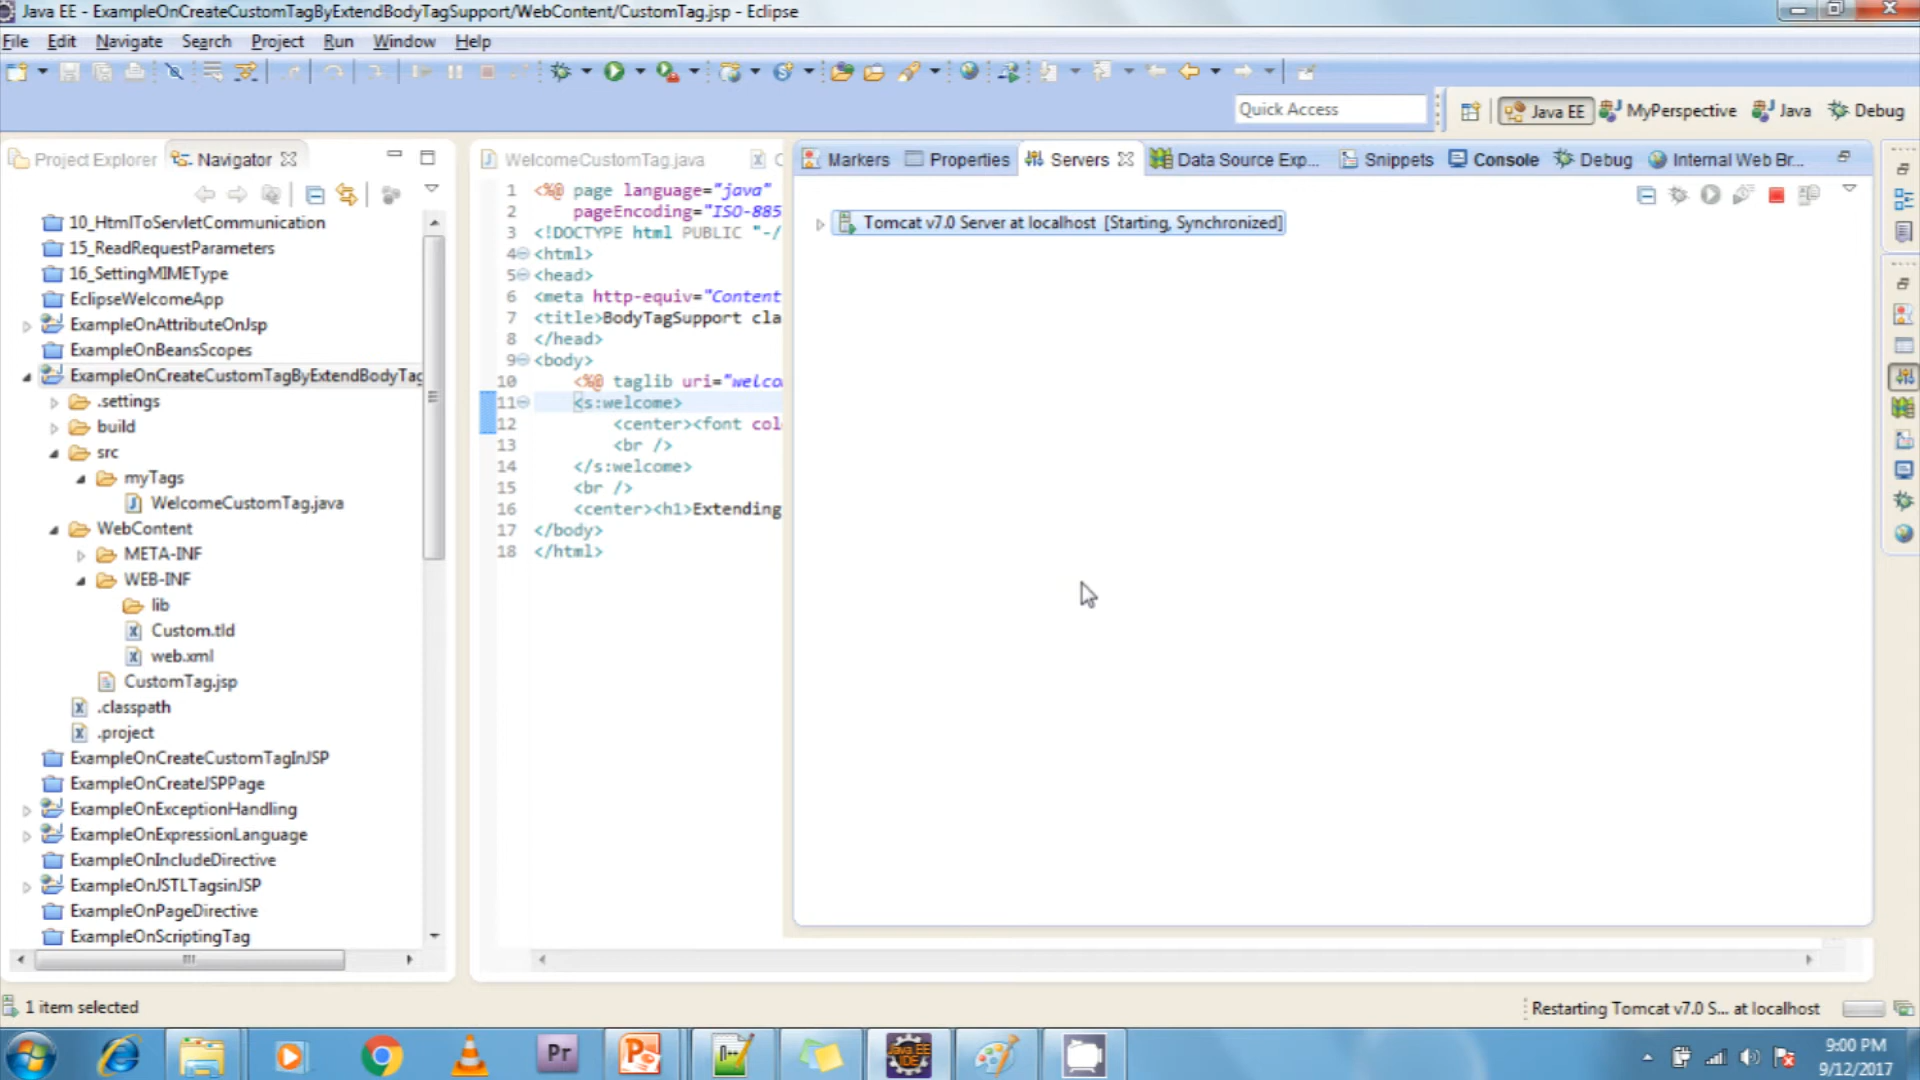 Java EE - ExampleOnCreateCustomTagByExtendBodyTagSupport/WebContent/CustomTag.jsp - Eclipse
File Edit Navigate Search Project Run Window Help
Quick Access
Java EE MyPerspective Java Debug
Project Explorer Navigator
10_HtmlToServletCommunication
15_ReadRequestParameters
16_SettingMIMEType
EclipseWelcomeApp
ExampleOnAttributeOnJsp
ExampleOnBeansScopes
ExampleOnCreateCustomTagByExtendBodyTag
.settings
build
src
myTags
WelcomeCustomTag.java
WebContent
META-INF
WEB-INF
lib
Custom.tld
web.xml
CustomTag.jsp
.classpath
.project
ExampleOnCreateCustomTagInJSP
ExampleOnCreateJSPPage
ExampleOnExceptionHandling
ExampleOnExpressionLanguage
ExampleOnIncludeDirective
ExampleOnJSTLTagsinJSP
ExampleOnPageDirective
ExampleOnScriptingTag
WelcomeCustomTag.java
1 <%@ page language="java"
2 pageEncoding="ISO-885
3 <!DOCTYPE html PUBLIC "-/
4 <html>
5 <head>
6 <meta http-equiv="Content
7 <title>BodyTagSupport cla
8 </head>
9 <body>
10 <%@ taglib uri="welco
11 <s:welcome>
12 <center><font col
13 <br />
14 </s:welcome>
15 <br />
16 <center><h1>Extending
17 </body>
18 </html>
Markers Properties Servers Data Source Exp... Snippets Console Debug Internal Web Br...
Tomcat v7.0 Server at localhost [Starting, Synchronized]
1 item selected
Restarting Tomcat v7.0 S... at localhost
Pr
Java EE
IDE
9:00 PM
9/12/2017